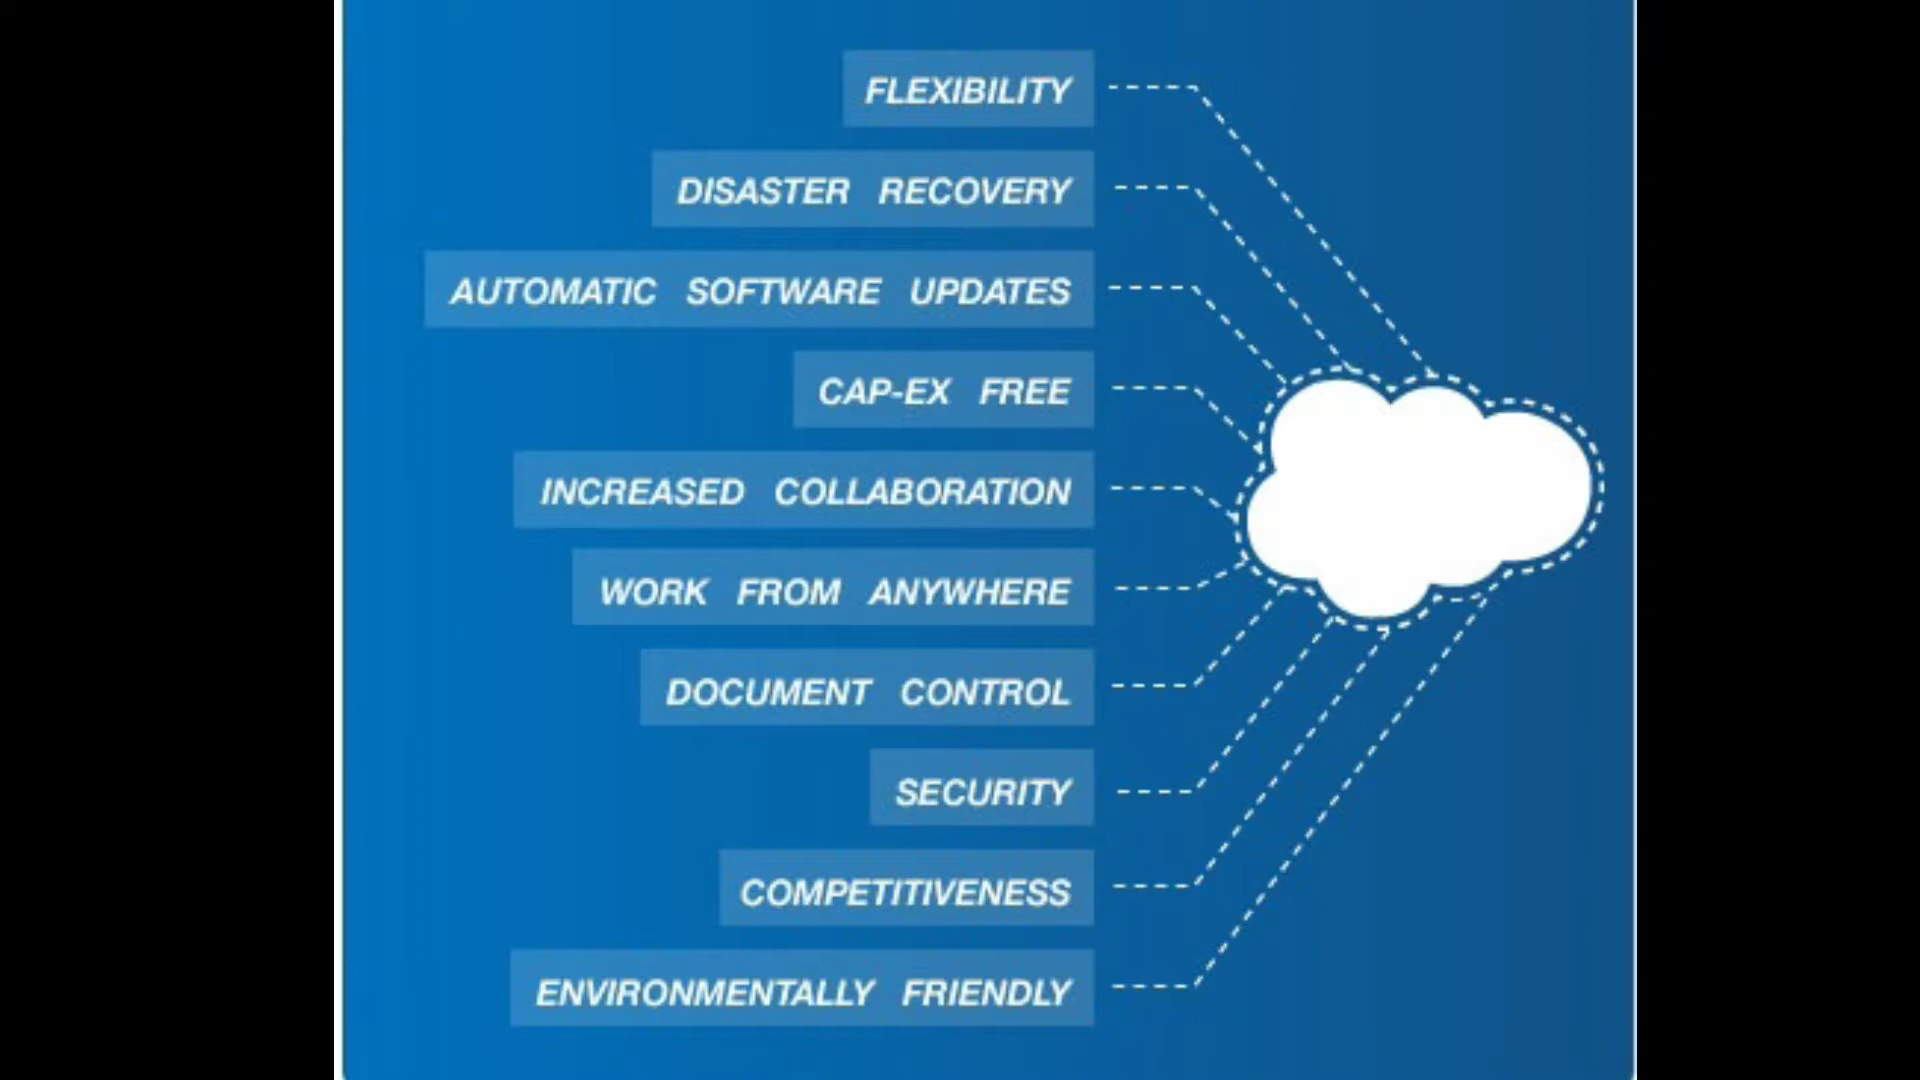 FLEXIBILITY
DISASTER RECOVERY
AUTOMATIC SOFTWARE UPDATES
CAP-EX FREE
INCREASED COLLABORATION
WORK FROM ANYWHERE
DOCUMENT CONTROL
SECURITY
COMPETITIVENESS
ENVIRONMENTALLY FRIENDLY